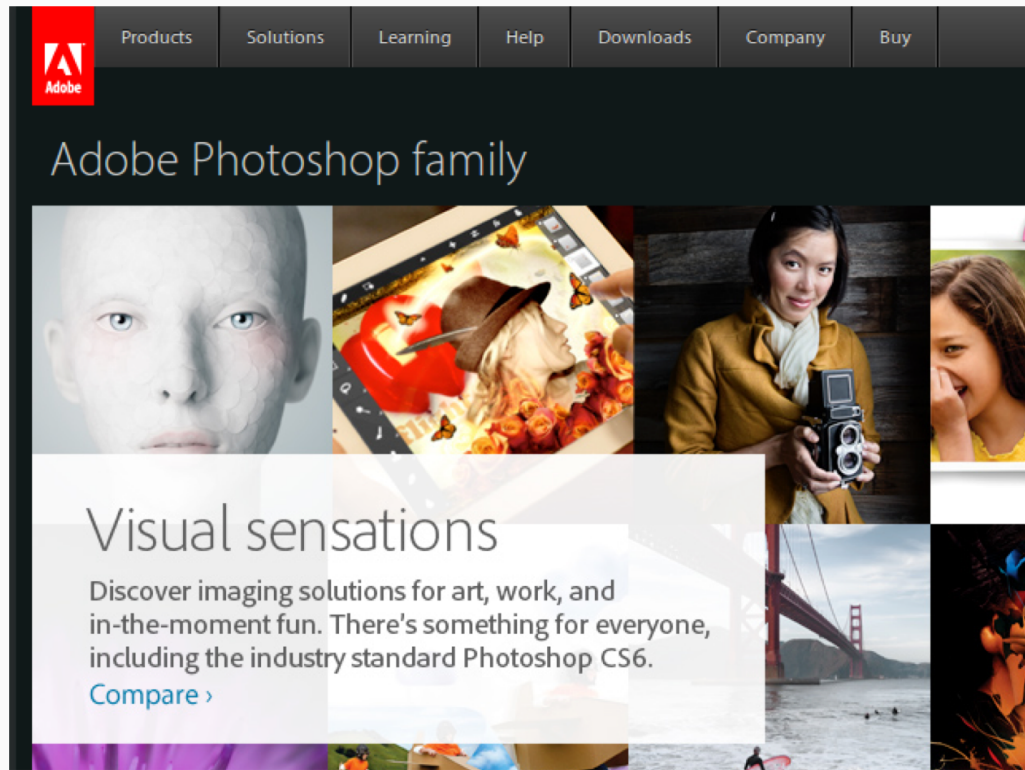 Adobe
Products Solutions Learning Help Downloads Company Buy
Adobe Photoshop family
Visual sensations
Discover imaging solutions for art, work, and
in-the-moment fun. There's something for everyone,
including the industry standard Photoshop CS6.
Compare ›